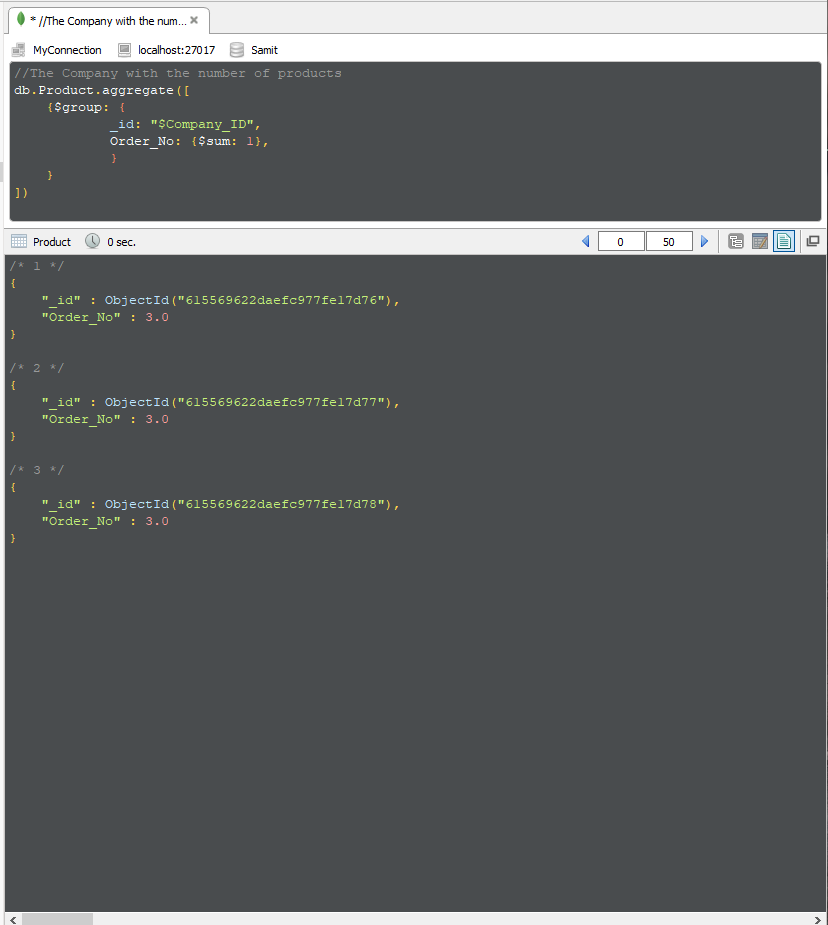 * //The Company with the num...
MyConnection localhost:27017 Samit
//The Company with the number of products
db.Product.aggregate([
    {$group: {
            _id: "$Company_ID",
            Order_No: {$sum: 1},
            }
    }
])
Product 0 sec. 0 50
/* 1 */
{
    "_id" : ObjectId("615569622daefc977fe17d76"),
    "Order_No" : 3.0
}
/* 2 */
{
    "_id" : ObjectId("615569622daefc977fe17d77"),
    "Order_No" : 3.0
}
/* 3 */
{
    "_id" : ObjectId("615569622daefc977fe17d78"),
    "Order_No" : 3.0
}